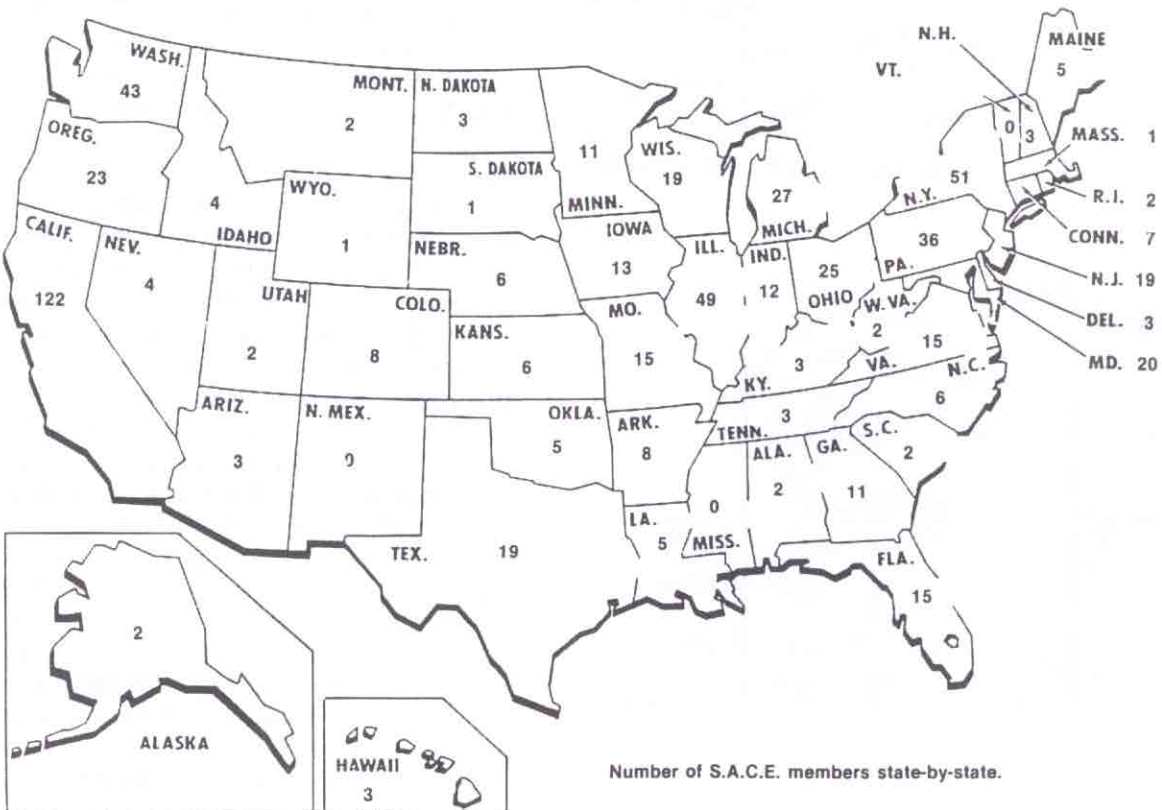 WASH.
43
OREG.
23
CALIF.
122
NEV.
4
4
IDAHO
MONT.
2
WYO.
1
UTAH
2
COLO.
8
ARIZ.
3
N. MEX.
0
N. DAKOTA
3
S. DAKOTA
1
NEBR.
6
KANS.
6
OKLA.
5
TEX.
19
11
MINN.
IOWA
13
MO.
15
ARK.
8
LA.
5
WIS.
19
ILL.
49
27
MICH.
IND.
12
25
OHIO
3
KY.
3
TENN.
0
MISS.
ALA.
2
GA.
11
FLA.
15
S.C.
2
N.C.
6
15
VA.
W. VA.
2
36
PA.
51
N.Y.
VT.
0
N.H.
3
MAINE
5
MASS. 1
R.I. 2
CONN. 7
N.J. 19
DEL. 3
MD. 20
2
ALASKA
HAWAII
3
Number of S.A.C.E. members state-by-state.